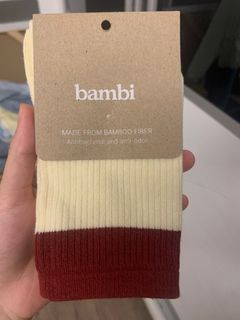 bambi
MADE FROM BAMBOO FIBER
Antibacterial and anti-odor